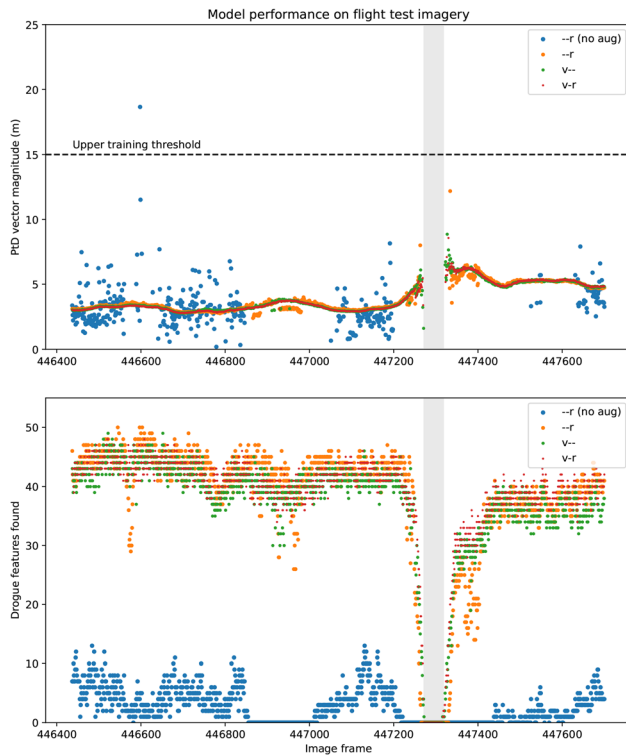 Model performance on flight test imagery
25
20
15
10
5
0
PtD vector magnitude (m)
Upper training threshold
--r (no aug)
--r
v--
v-r
446400
446600
446800
447000
447200
447400
447600
50
40
30
20
10
0
Drogue features found
--r (no aug)
--r
v--
v-r
446400
446600
446800
447000
447200
447400
447600
Image frame